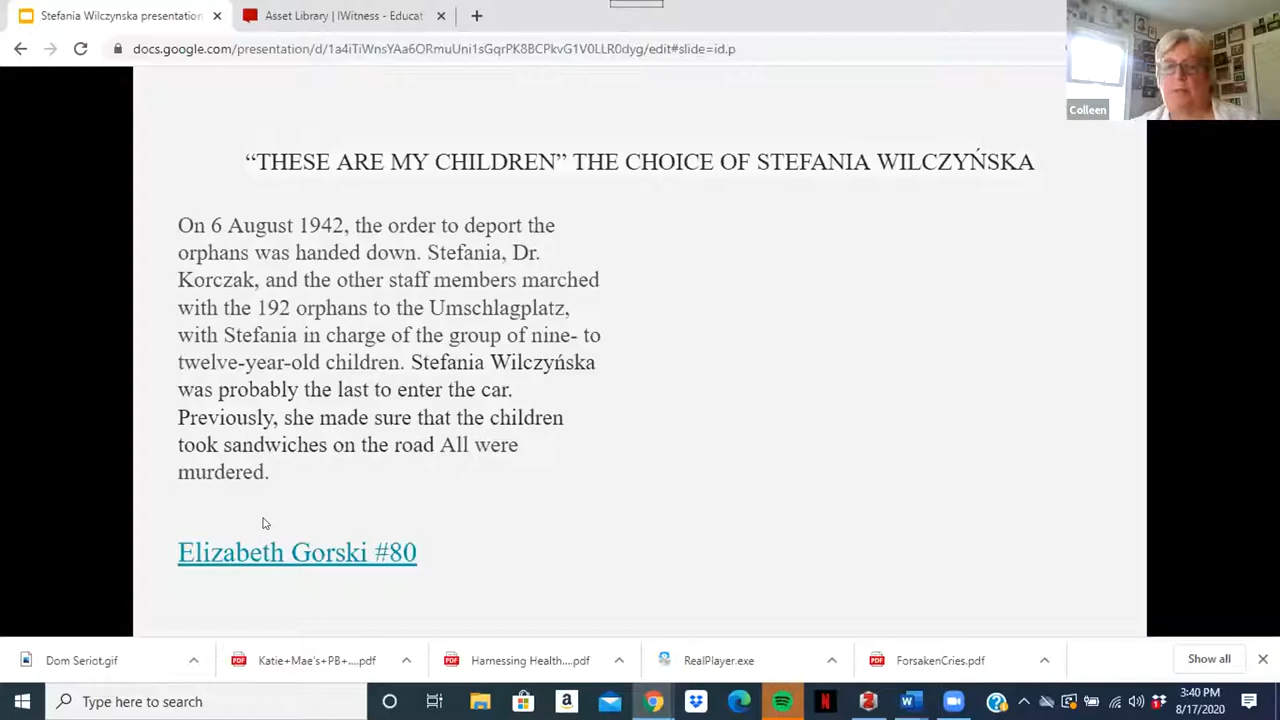 Stefania Wilczynska presentation
Asset Library | IWitness - Educat
docs.google.com/presentation/d/1a4iTiWnsYAa6ORmuUni1sGqrPK8BCPkvG1V0LLR0dyg/edit#slide=id.p
Colleen
“THESE ARE MY CHILDREN” THE CHOICE OF STEFANIA WILCZYŃSKA
On 6 August 1942, the order to deport the
orphans was handed down. Stefania, Dr.
Korczak, and the other staff members marched
with the 192 orphans to the Umschlagplatz,
with Stefania in charge of the group of nine- to
twelve-year-old children. Stefania Wilczyńska
was probably the last to enter the car.
Previously, she made sure that the children
took sandwiches on the road All were
murdered.
Elizabeth Gorski #80
Dom Seriot.gif
Katie+Mae's+PB+....pdf
Harnessing Health....pdf
RealPlayer.exe
ForsakenCries.pdf
Show all
Type here to search
3:40 PM
8/17/2020